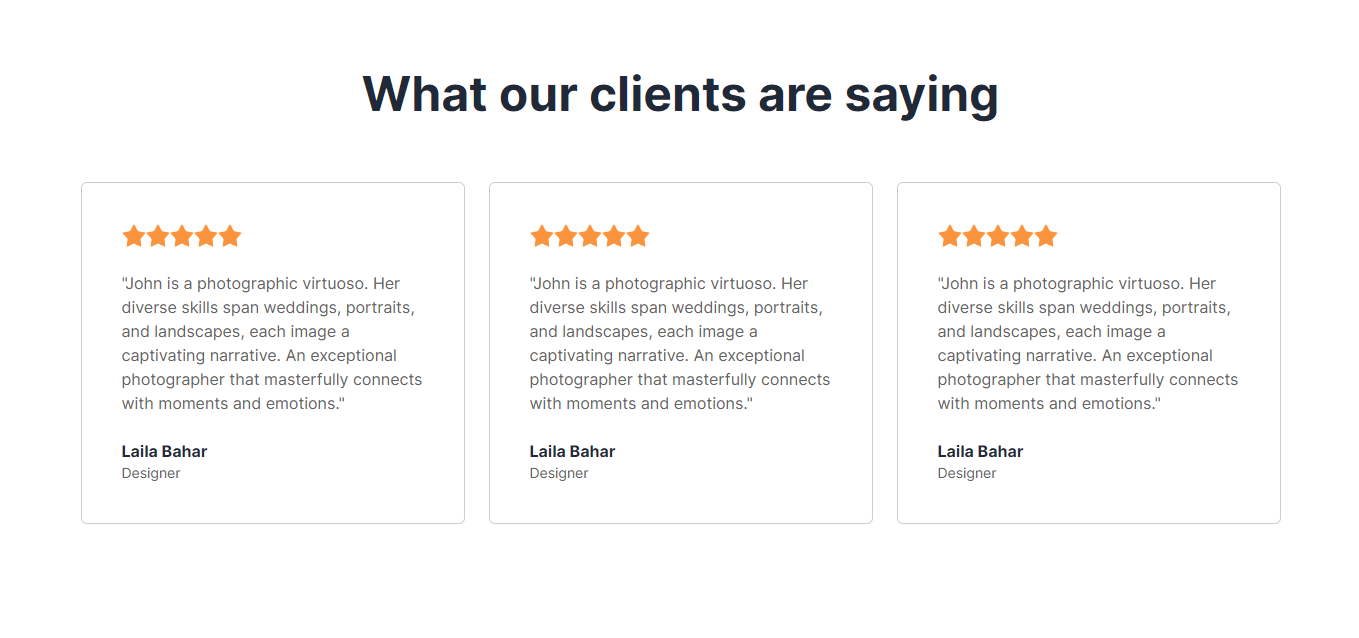 What our clients are saying
"John is a photographic virtuoso. Her
diverse skills span weddings, portraits,
and landscapes, each image a
captivating narrative. An exceptional
photographer that masterfully connects
with moments and emotions."
Laila Bahar
Designer
"John is a photographic virtuoso. Her
diverse skills span weddings, portraits,
and landscapes, each image a
captivating narrative. An exceptional
photographer that masterfully connects
with moments and emotions."
Laila Bahar
Designer
"John is a photographic virtuoso. Her
diverse skills span weddings, portraits,
and landscapes, each image a
captivating narrative. An exceptional
photographer that masterfully connects
with moments and emotions."
Laila Bahar
Designer